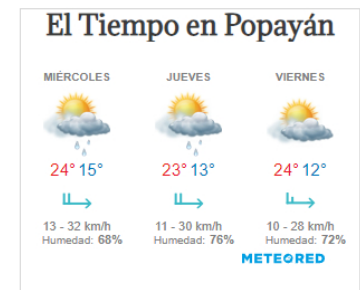 El Tiempo en Popayán
MIÉRCOLES JUEVES VIERNES
24° 15° 23° 13° 24° 12°
13 - 32 km/h 11 - 30 km/h 10 - 28 km/h
Humedad: 68% Humedad: 76% Humedad: 72%
METEORED